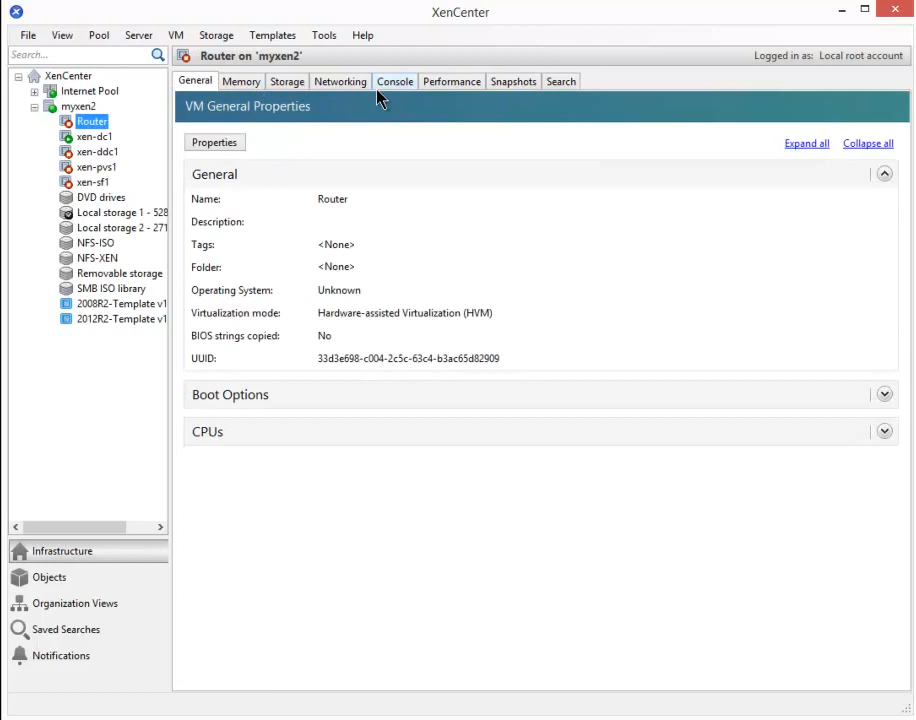 XenCenter
File View Pool Server VM Storage Templates Tools Help
Search...
Router on 'myxen2'
Logged in as: Local root account
XenCenter
Internet Pool
myxen2
Router
xen-dc1
xen-ddc1
xen-pvs1
xen-sf1
DVD drives
Local storage 1 - 528
Local storage 2 - 271
NFS-ISO
NFS-XEN
Removable storage
SMB ISO library
2008R2-Template v1
2012R2-Template v1
Infrastructure
Objects
Organization Views
Saved Searches
Notifications
General Memory Storage Networking Console Performance Snapshots Search
VM General Properties
Properties
Expand all Collapse all
General
Name: Router
Description:
Tags: <None>
Folder: <None>
Operating System: Unknown
Virtualization mode: Hardware-assisted Virtualization (HVM)
BIOS strings copied: No
UUID: 33d3e698-c004-2c5c-63c4-b3ac65d82909
Boot Options
CPUs